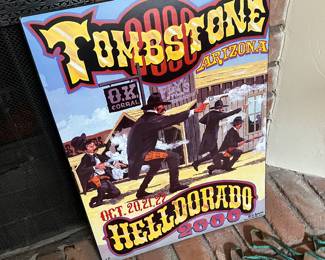 TOMBSTONE
2000
ARIZONA
O.K.
CORRAL
OCT. 20, 21, 22
HELLDORADO
2000